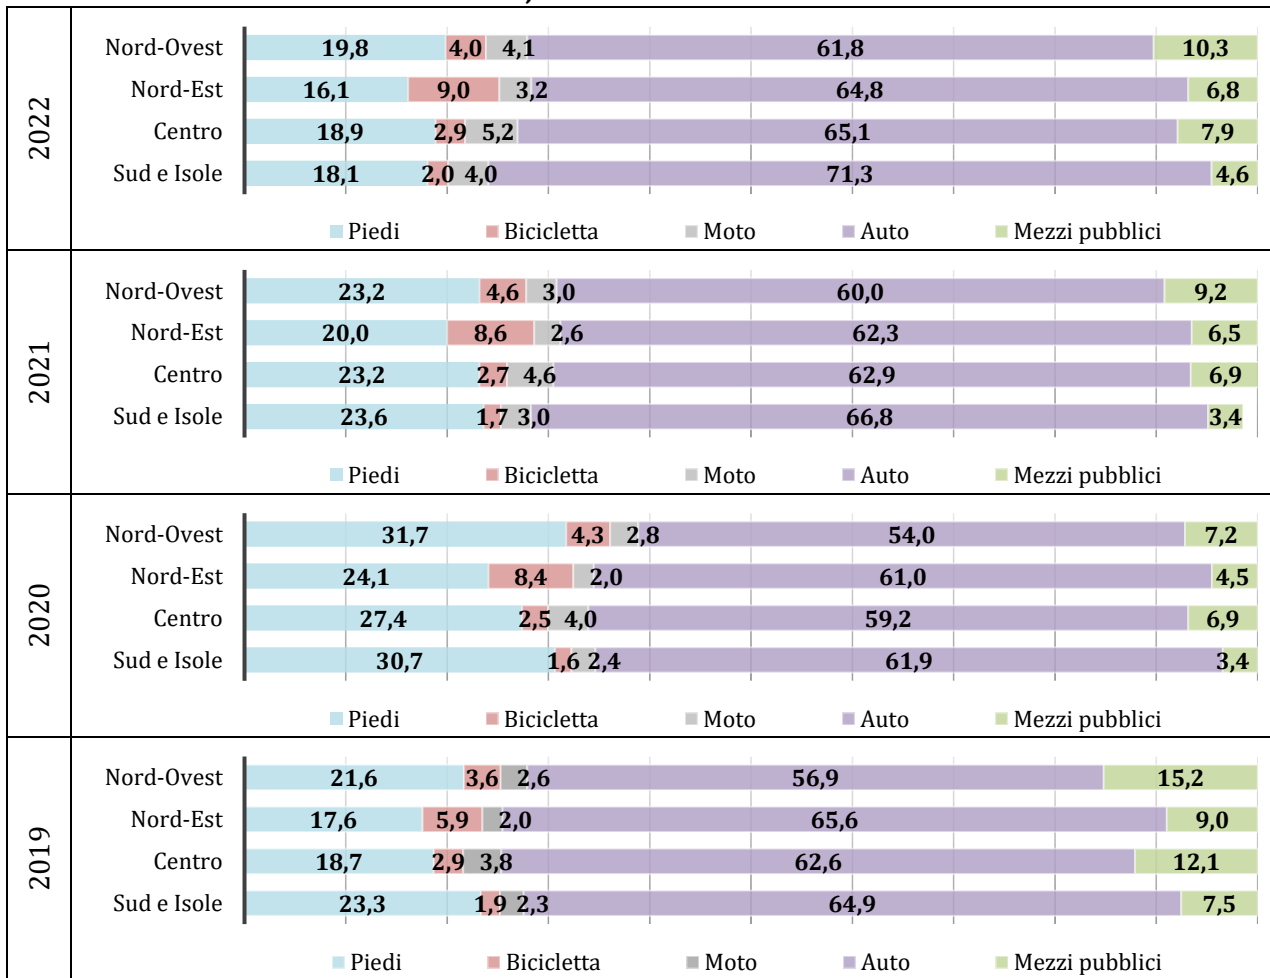 2022
Nord-Ovest 19,8 4,0 4,1 61,8 10,3
Nord-Est 16,1 9,0 3,2 64,8 6,8
Centro 18,9 2,9 5,2 65,1 7,9
Sud e Isole 18,1 2,0 4,0 71,3 4,6
Piedi Bicicletta Moto Auto Mezzi pubblici
2021
Nord-Ovest 23,2 4,6 3,0 60,0 9,2
Nord-Est 20,0 8,6 2,6 62,3 6,5
Centro 23,2 2,7 4,6 62,9 6,9
Sud e Isole 23,6 1,7 3,0 66,8 3,4
Piedi Bicicletta Moto Auto Mezzi pubblici
2020
Nord-Ovest 31,7 4,3 2,8 54,0 7,2
Nord-Est 24,1 8,4 2,0 61,0 4,5
Centro 27,4 2,5 4,0 59,2 6,9
Sud e Isole 30,7 1,6 2,4 61,9 3,4
Piedi Bicicletta Moto Auto Mezzi pubblici
2019
Nord-Ovest 21,6 3,6 2,6 56,9 15,2
Nord-Est 17,6 5,9 2,0 65,6 9,0
Centro 18,7 2,9 3,8 62,6 12,1
Sud e Isole 23,3 1,9 2,3 64,9 7,5
Piedi Bicicletta Moto Auto Mezzi pubblici